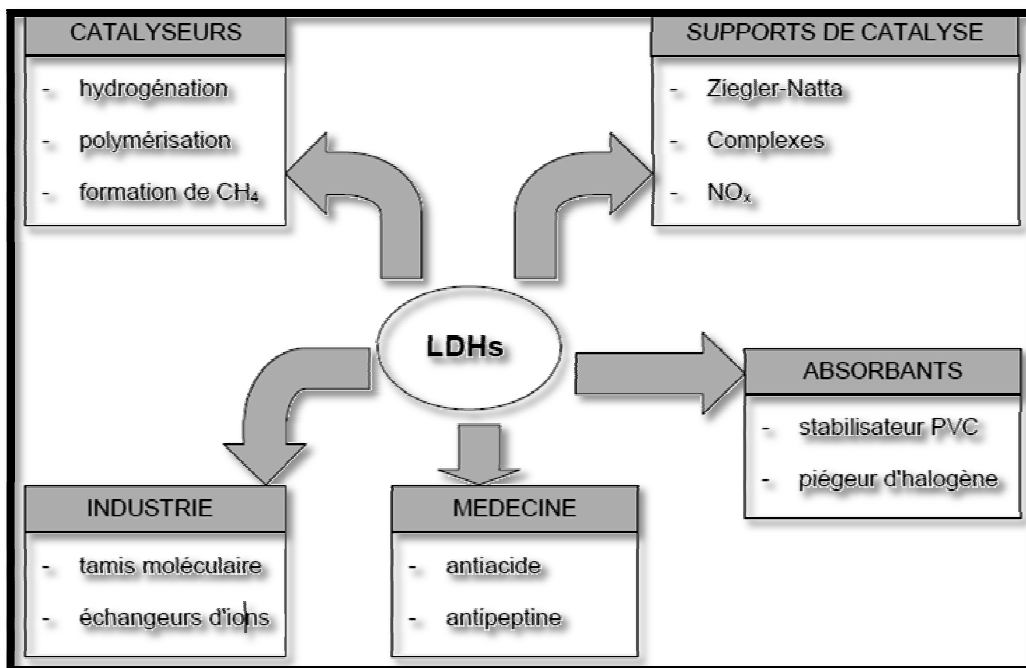 CATALYSEURS
- hydrogénation
- polymérisation
- formation de CH₄
SUPPORTS DE CATALYSE
- Ziegler-Natta
- Complexes
- NOₓ
LDHs
ABSORBANTS
- stabilisateur PVC
- piégeur d'halogène
INDUSTRIE
- tamis moléculaire
- échangeurs d'ions
MEDECINE
- antiacide
- antipeptine